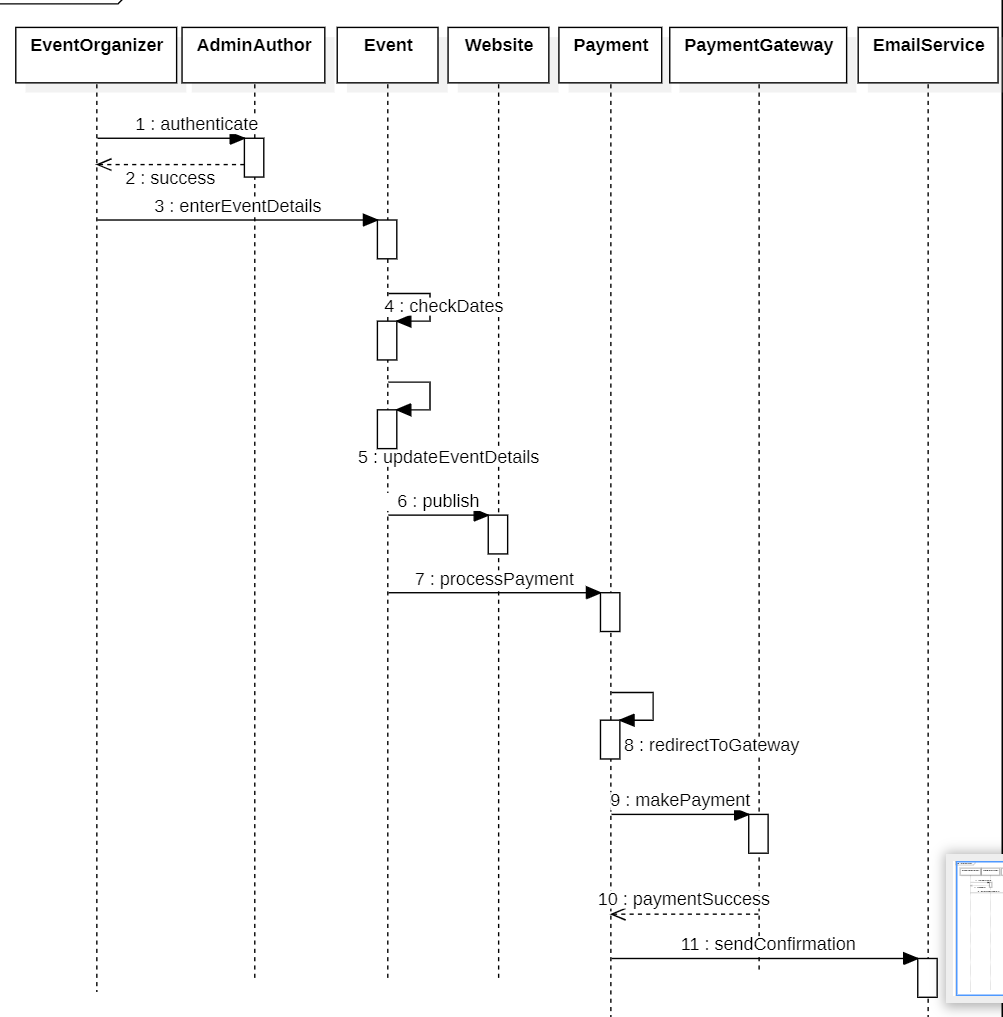 EventOrganizer AdminAuthor Event Website Payment PaymentGateway EmailService
1 : authenticate
2 : success
3 : enterEventDetails
4 : checkDates
5 : updateEventDetails
6 : publish
7 : processPayment
8 : redirectToGateway
9 : makePayment
10 : paymentSuccess
11 : sendConfirmation